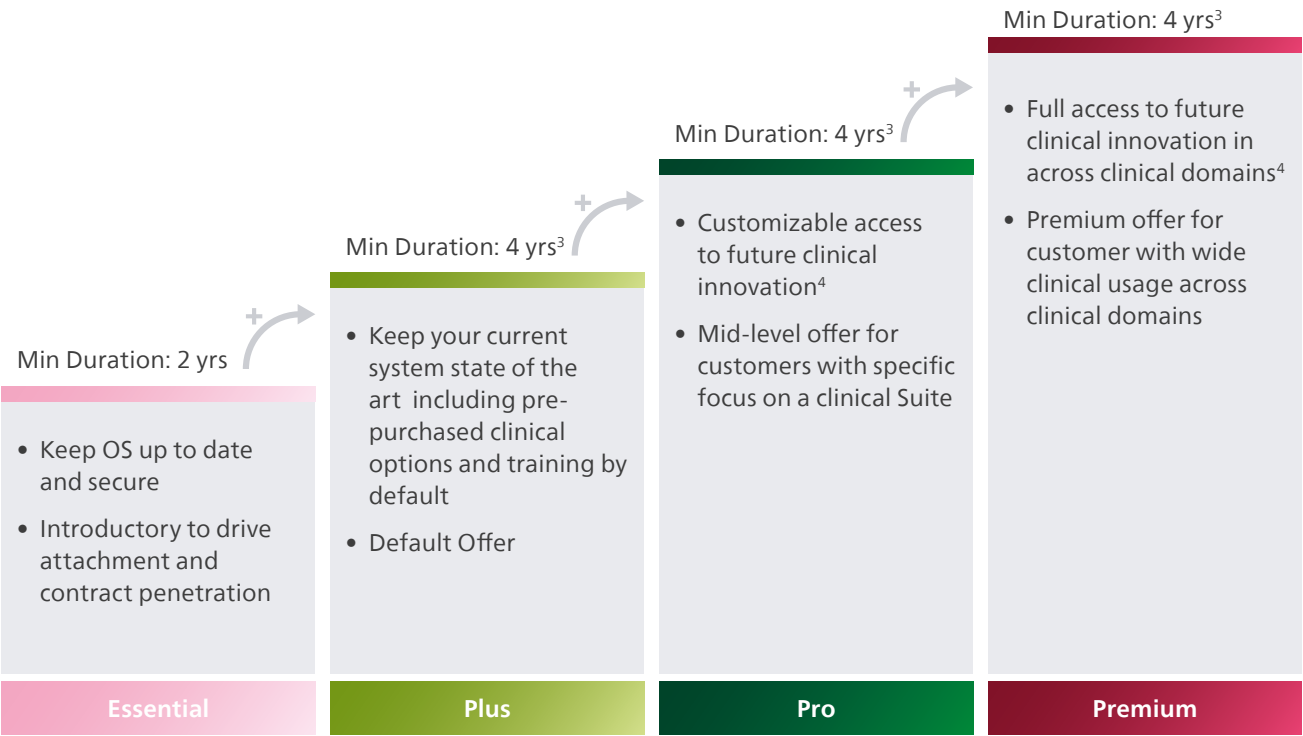 Min Duration: 2 yrs
• Keep OS up to date
and secure
• Introductory to drive
attachment and
contract penetration
Essential
+
Min Duration: 4 yrs³
• Keep your current
system state of the
art including pre-
purchased clinical
options and training by
default
• Default Offer
Plus
+
Min Duration: 4 yrs³
• Customizable access
to future clinical
innovation⁴
• Mid-level offer for
customers with specific
focus on a clinical Suite
Pro
+
Min Duration: 4 yrs³
• Full access to future
clinical innovation in
across clinical domains⁴
• Premium offer for
customer with wide
clinical usage across
clinical domains
Premium